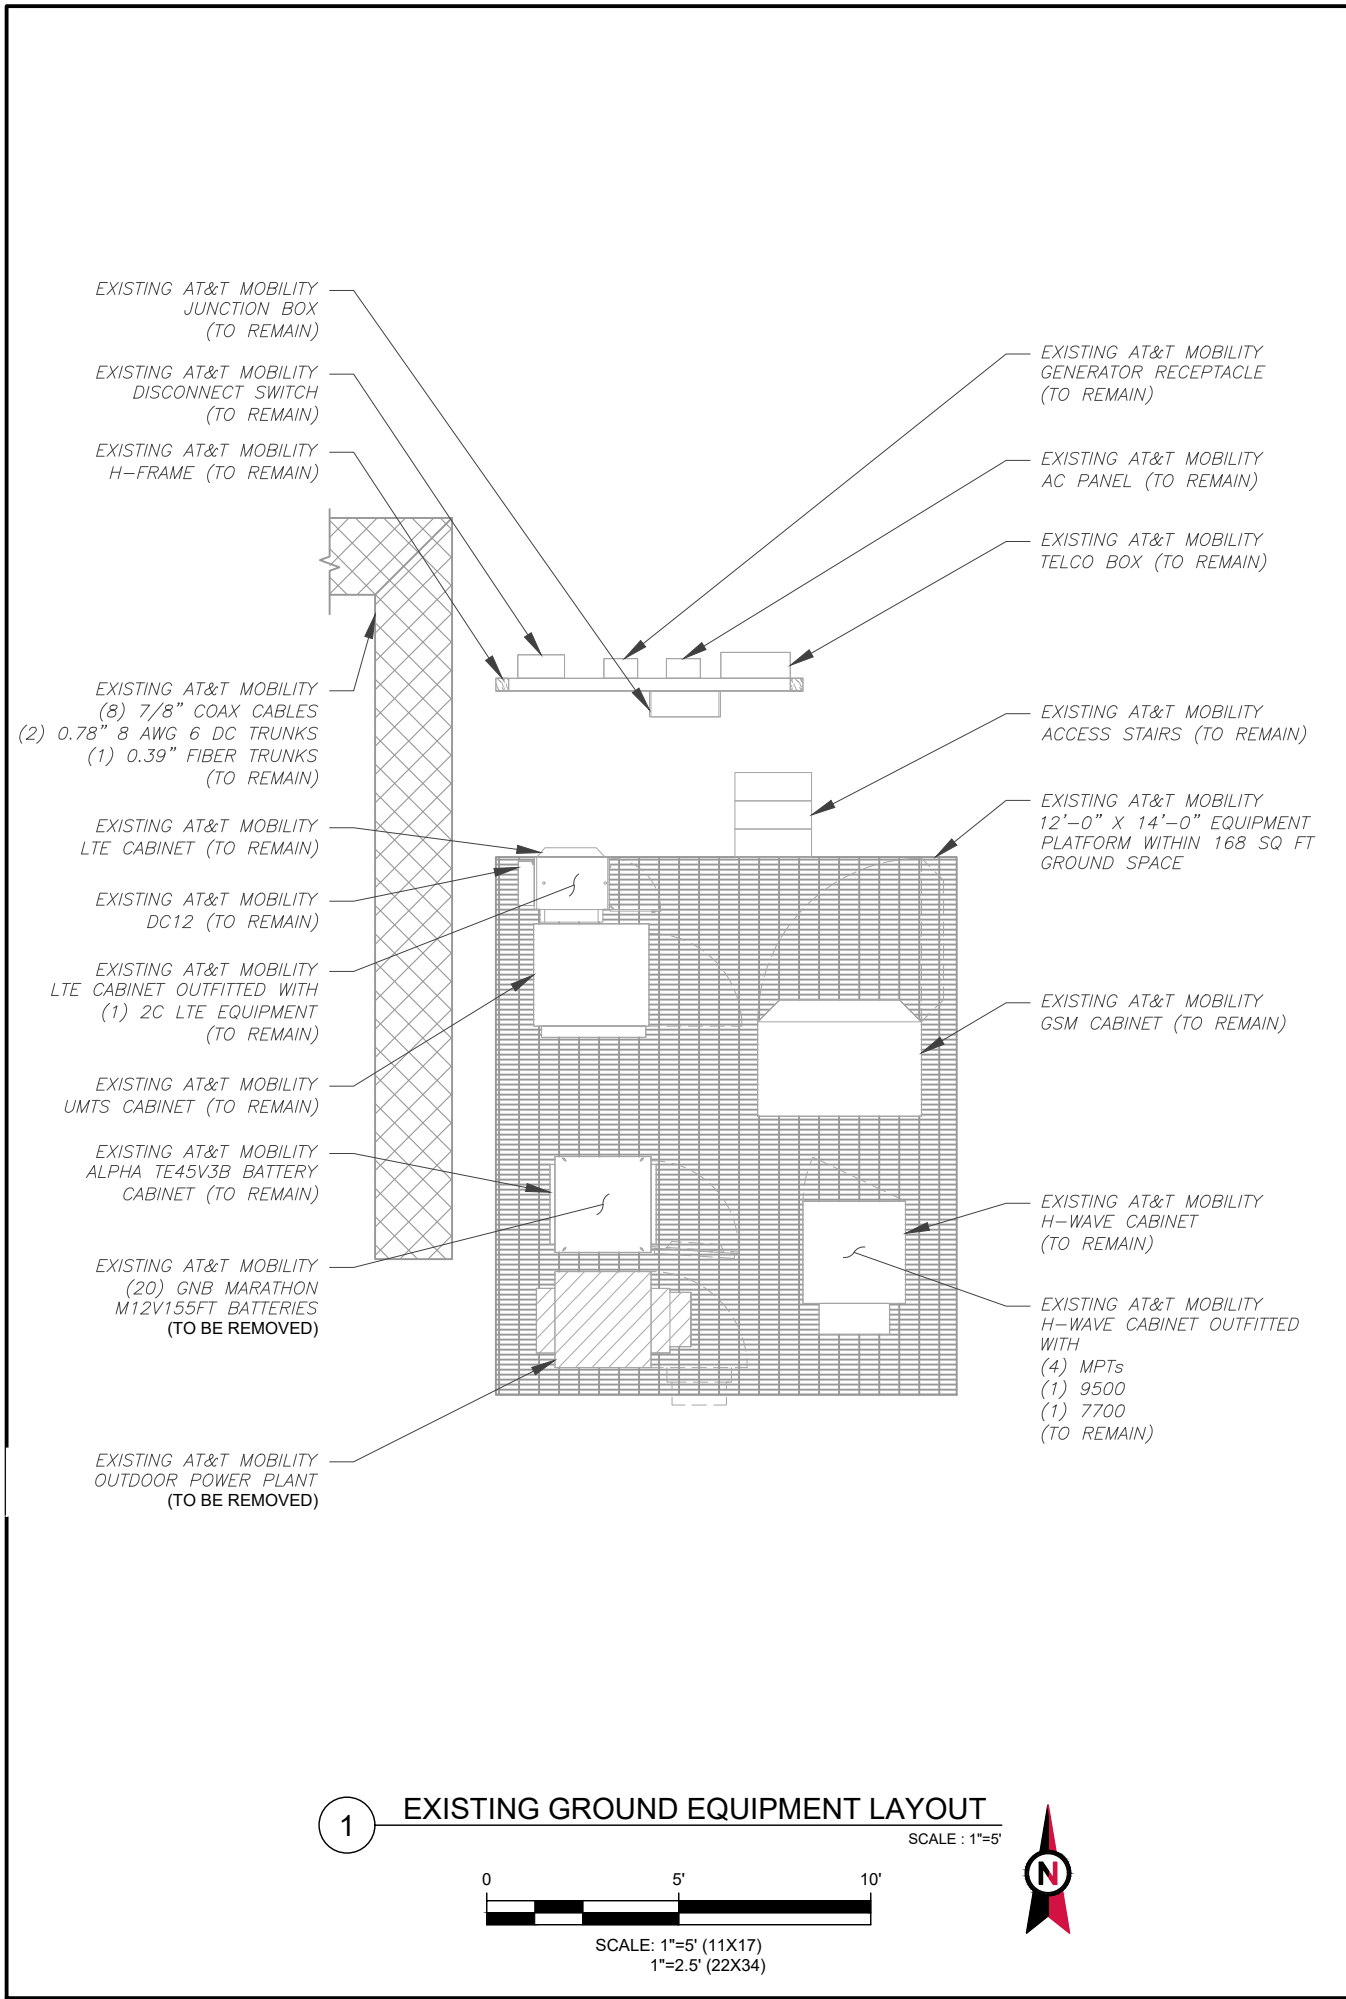 EXISTING AT&T MOBILITY
JUNCTION BOX
(TO REMAIN)
EXISTING AT&T MOBILITY
DISCONNECT SWITCH
(TO REMAIN)
EXISTING AT&T MOBILITY
H-FRAME (TO REMAIN)
EXISTING AT&T MOBILITY
(8) 7/8" COAX CABLES
(2) 0.78" 8 AWG 6 DC TRUNKS
(1) 0.39" FIBER TRUNKS
(TO REMAIN)
EXISTING AT&T MOBILITY
LTE CABINET (TO REMAIN)
EXISTING AT&T MOBILITY
DC12 (TO REMAIN)
EXISTING AT&T MOBILITY
LTE CABINET OUTFITTED WITH
(1) 2C LTE EQUIPMENT
(TO REMAIN)
EXISTING AT&T MOBILITY
UMTS CABINET (TO REMAIN)
EXISTING AT&T MOBILITY
ALPHA TE45V3B BATTERY
CABINET (TO REMAIN)
EXISTING AT&T MOBILITY
(20) GNB MARATHON
M12V155FT BATTERIES
(TO BE REMOVED)
EXISTING AT&T MOBILITY
OUTDOOR POWER PLANT
(TO BE REMOVED)
EXISTING AT&T MOBILITY
GENERATOR RECEPTACLE
(TO REMAIN)
EXISTING AT&T MOBILITY
AC PANEL (TO REMAIN)
EXISTING AT&T MOBILITY
TELCO BOX (TO REMAIN)
EXISTING AT&T MOBILITY
ACCESS STAIRS (TO REMAIN)
EXISTING AT&T MOBILITY
12'-0" X 14'-0" EQUIPMENT
PLATFORM WITHIN 168 SQ FT
GROUND SPACE
EXISTING AT&T MOBILITY
GSM CABINET (TO REMAIN)
EXISTING AT&T MOBILITY
H-WAVE CABINET
(TO REMAIN)
EXISTING AT&T MOBILITY
H-WAVE CABINET OUTFITTED
WITH
(4) MPTs
(1) 9500
(1) 7700
(TO REMAIN)
1
EXISTING GROUND EQUIPMENT LAYOUT
SCALE : 1"=5'
0 5' 10'
SCALE: 1"=5' (11X17)
1"=2.5' (22X34)
N